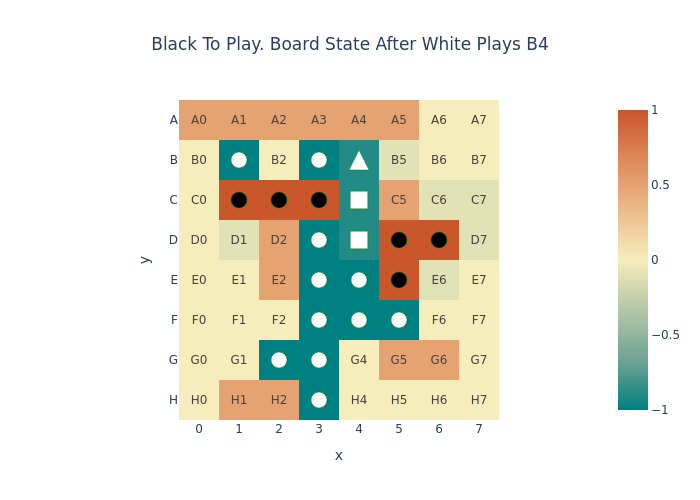 Black To Play. Board State After White Plays B4
A A0 A1 A2 A3 A4 A5 A6 A7
B B0 B2 B5 B6 B7
C C0 C5 C6 C7
D D0 D1 D2 D7
E E0 E1 E2 E6 E7
F F0 F1 F2 F6 F7
G G0 G1 G4 G5 G6 G7
H H0 H1 H2 H4 H5 H6 H7
0 1 2 3 4 5 6 7
x
y
1
0.5
0
−0.5
−1